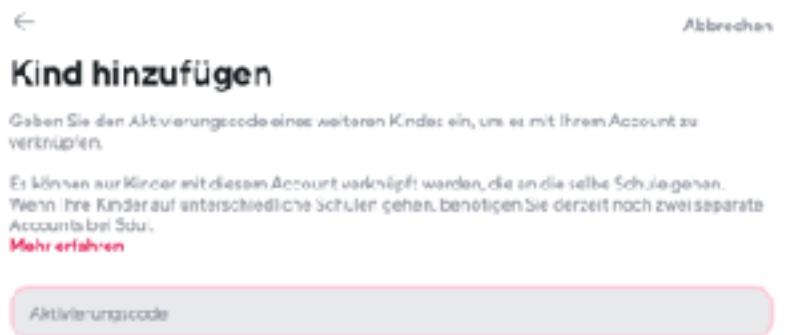 Abbrechen
Kind hinzufügen
Geben Sie den Aktivierungscode eines weiteren Kindes ein, um es mit Ihrem Account zu
verknüpfen.
Es können nur Kinder mit diesem Account verknüpft werden, die an die selbe Schule gehen.
Wenn Ihre Kinder auf unterschiedliche Schulen gehen, benötigen Sie derzeit noch zwei separate
Accounts bei Sdui.
Mehr erfahren
Aktivierungscode